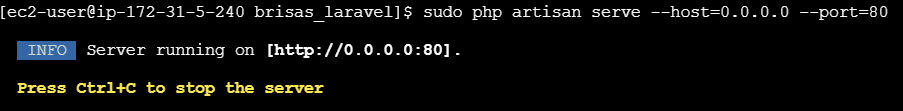 [ec2-user@ip-172-31-5-240 brisas_laravel]$ sudo php artisan serve --host=0.0.0.0 --port=80
INFO Server running on [http://0.0.0.0:80].
Press Ctrl+C to stop the server